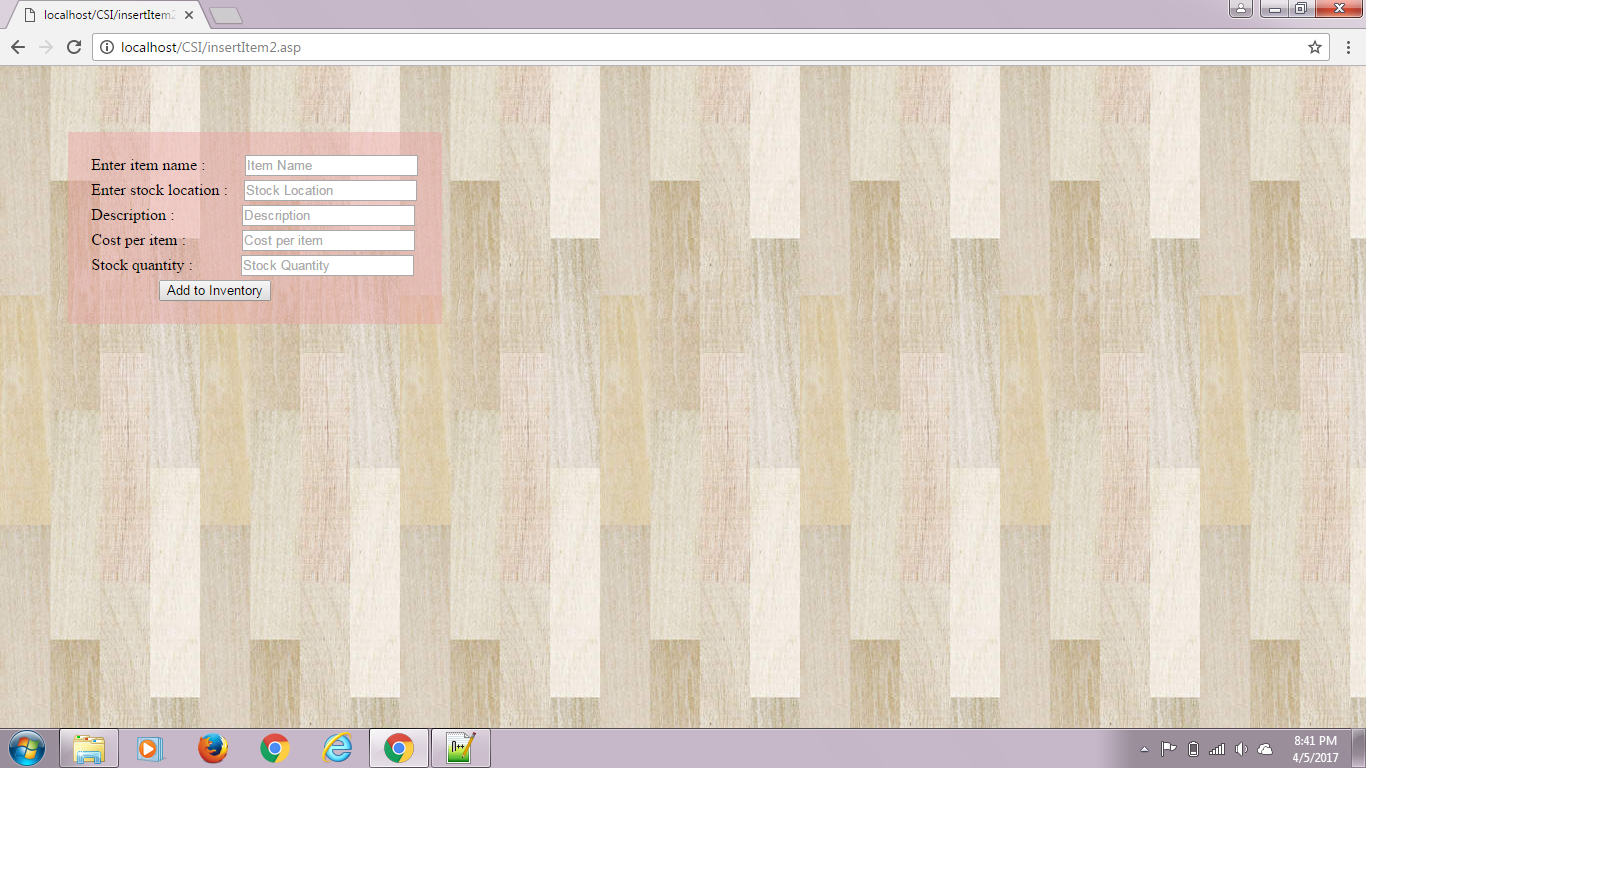 localhost/CSI/insertItem2
localhost/CSI/insertItem2.asp
Enter item name : Item Name
Enter stock location : Stock Location
Description : Description
Cost per item : Cost per item
Stock quantity : Stock Quantity
Add to Inventory
8:41 PM
4/5/2017